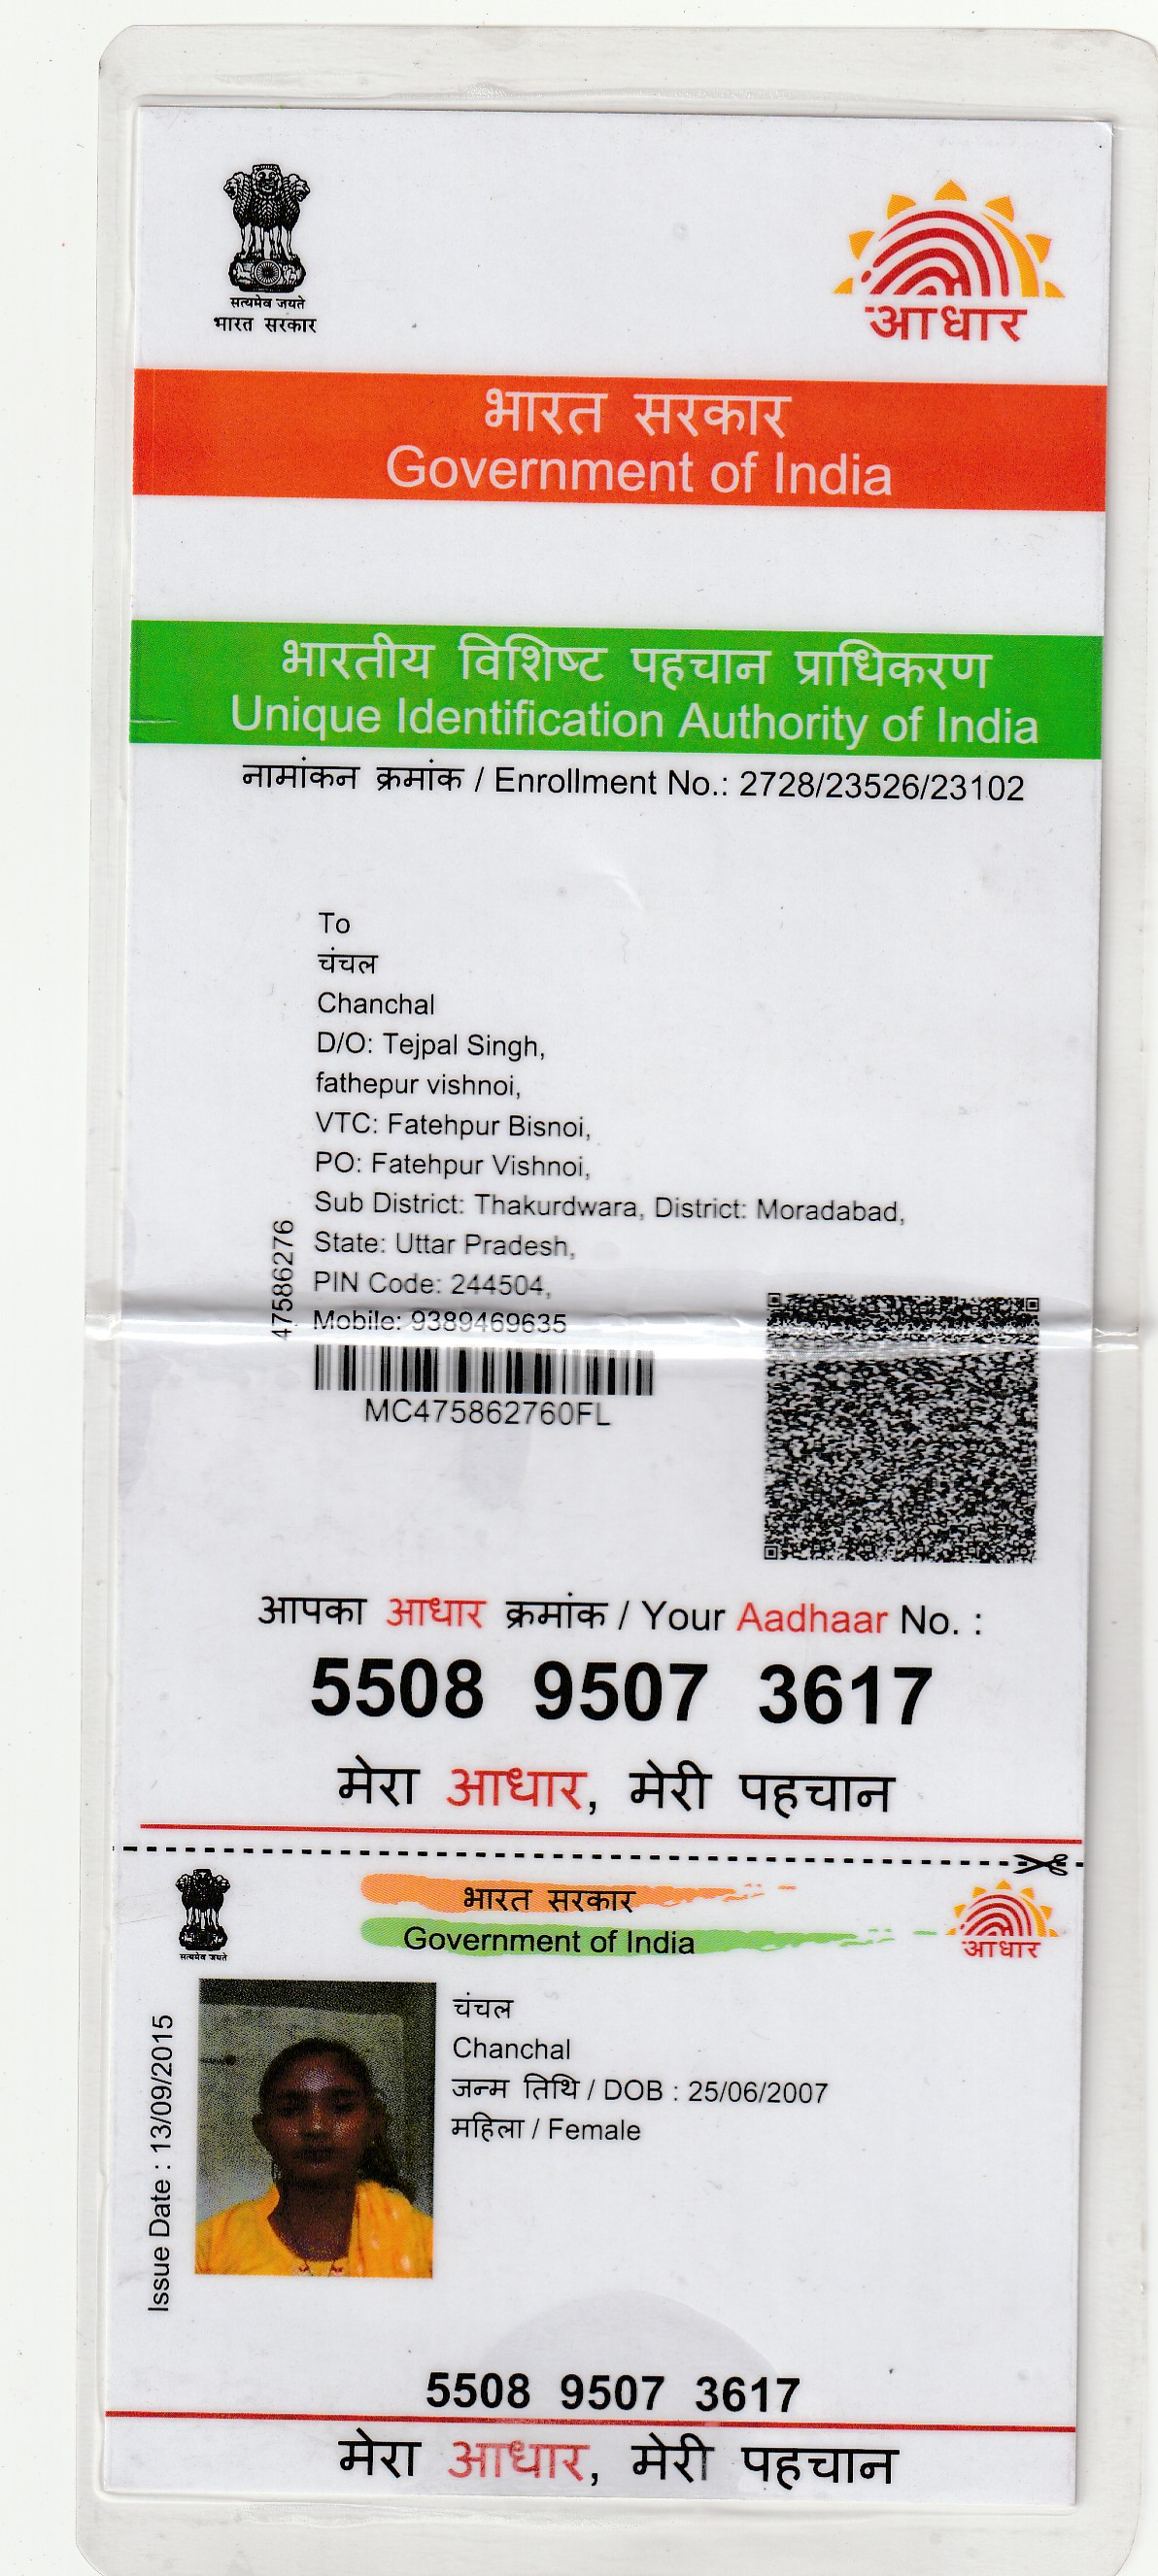 सत्यमेव जयते
भारत सरकार
आधार
भारत सरकार
Government of India
भारतीय विशिष्ट पहचान प्राधिकरण
Unique Identification Authority of India
नामांकन क्रमांक / Enrollment No.: 2728/23526/23102
To
चंचल
Chanchal
D/O: Tejpal Singh,
fathepur vishnoi,
VTC: Fatehpur Bisnoi,
PO: Fatehpur Vishnoi,
Sub District: Thakurdwara, District: Moradabad,
State: Uttar Pradesh,
PIN Code: 244504,
Mobile: 9389469635
47586276
MC475862760FL
आपका आधार क्रमांक / Your Aadhaar No. :
5508 9507 3617
मेरा आधार, मेरी पहचान
सत्यमेव जयते
भारत सरकार
Government of India
आधार
Issue Date : 13/09/2015
चंचल
Chanchal
जन्म तिथि / DOB : 25/06/2007
महिला / Female
5508 9507 3617
मेरा आधार, मेरी पहचान